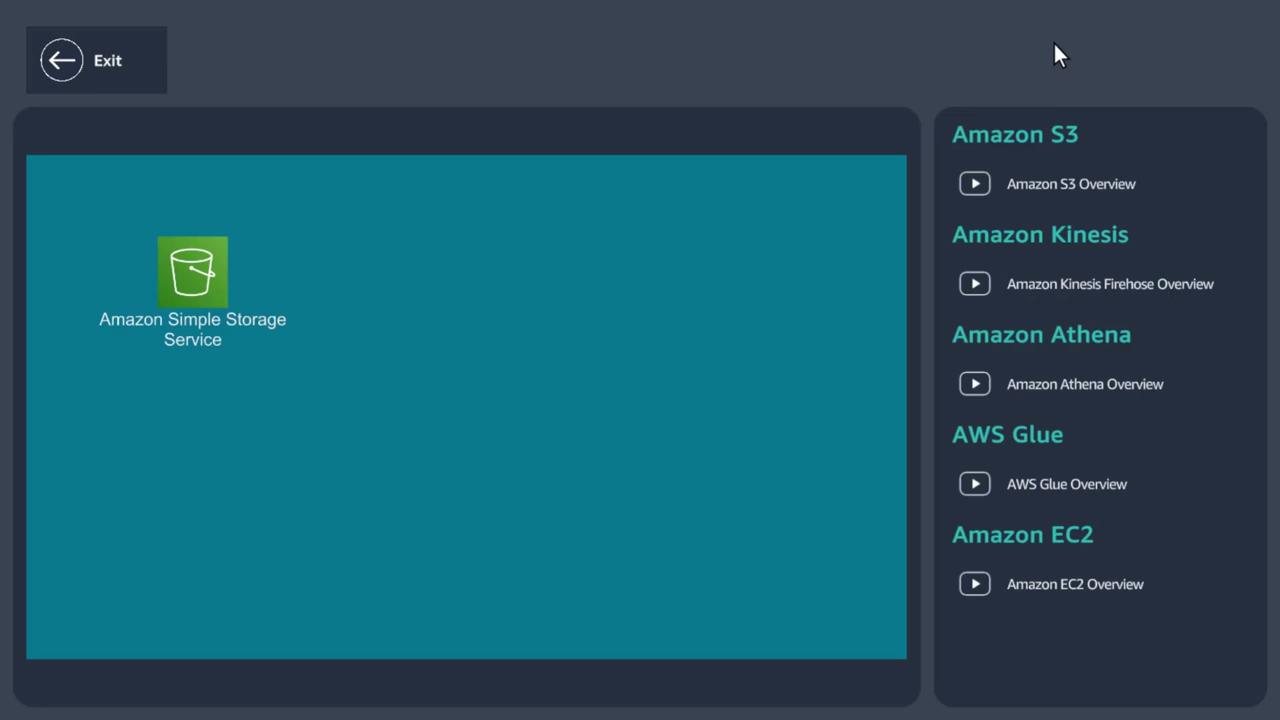 Exit
Amazon Simple Storage
Service
Amazon S3
Amazon S3 Overview
Amazon Kinesis
Amazon Kinesis Firehose Overview
Amazon Athena
Amazon Athena Overview
AWS Glue
AWS Glue Overview
Amazon EC2
Amazon EC2 Overview